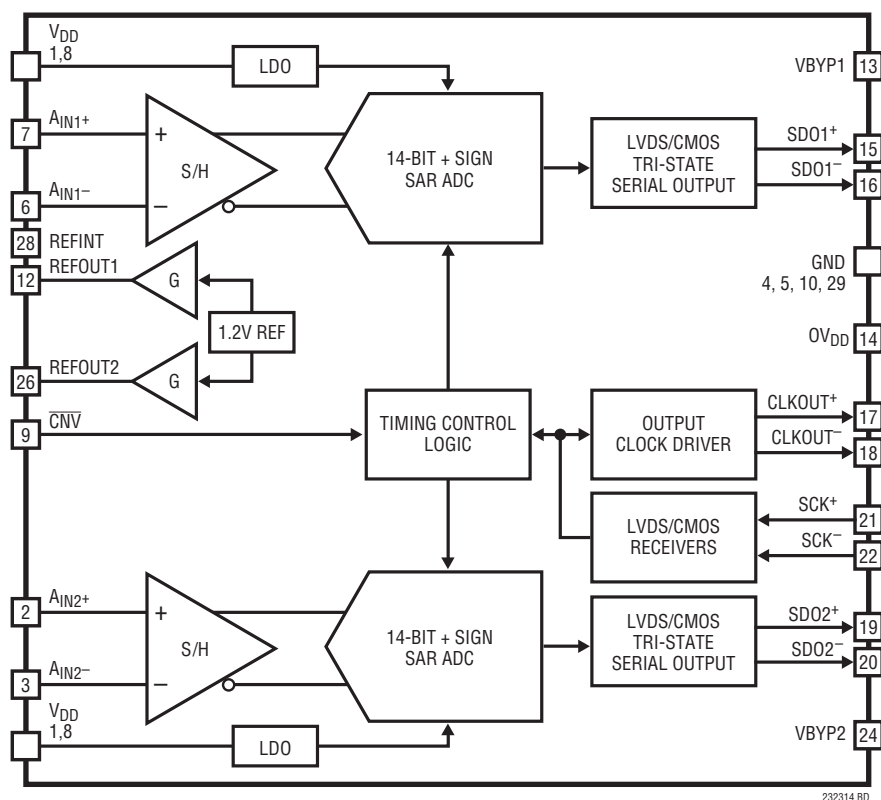 VDD
1,8
LDO
VBYP1
13
7
AIN1+
+
S/H
–
6
AIN1–
14-BIT + SIGN
SAR ADC
LVDS/CMOS
TRI-STATE
SERIAL OUTPUT
SDO1+
15
SDO1–
16
28
REFINT
12
REFOUT1
G
1.2V REF
GND
4, 5, 10, 29
OVDD
14
26
REFOUT2
G
9
CNV
TIMING CONTROL
LOGIC
OUTPUT
CLOCK DRIVER
CLKOUT+
17
CLKOUT–
18
LVDS/CMOS
RECEIVERS
SCK+
21
SCK–
22
2
AIN2+
+
S/H
–
3
AIN2–
14-BIT + SIGN
SAR ADC
LVDS/CMOS
TRI-STATE
SERIAL OUTPUT
SDO2+
19
SDO2–
20
VDD
1,8
LDO
VBYP2
24
232314 BD